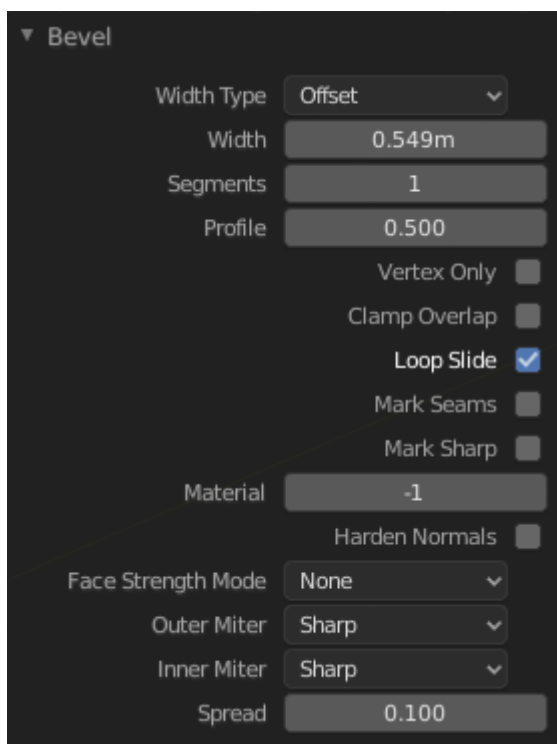 Bevel
Width Type Offset
Width 0.549m
Segments 1
Profile 0.500
Vertex Only
Clamp Overlap
Loop Slide
Mark Seams
Mark Sharp
Material -1
Harden Normals
Face Strength Mode None
Outer Miter Sharp
Inner Miter Sharp
Spread 0.100